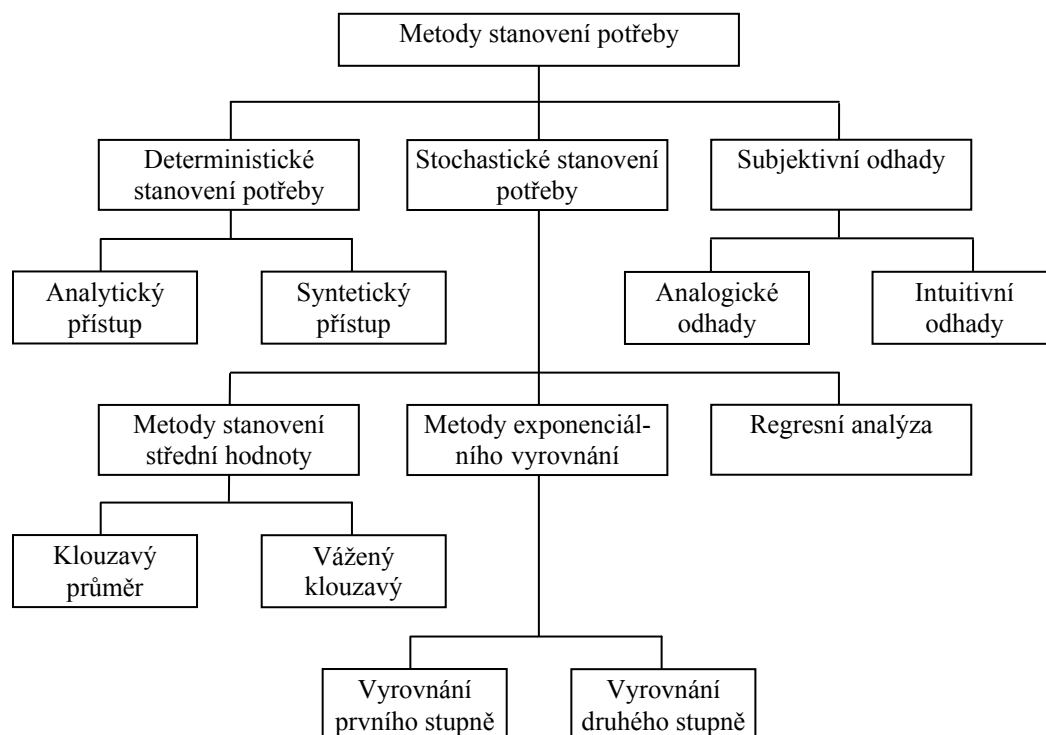 Metody stanovení potřeby
Deterministické
stanovení potřeby
Stochastické stanovení
potřeby
Subjektivní odhady
Analytický
přístup
Syntetický
přístup
Analogické
odhady
Intuitivní
odhady
Metody stanovení
střední hodnoty
Metody exponenciál-
ního vyrovnání
Regresní analýza
Klouzavý
průměr
Vážený
klouzavý
Vyrovnání
prvního stupně
Vyrovnání
druhého stupně